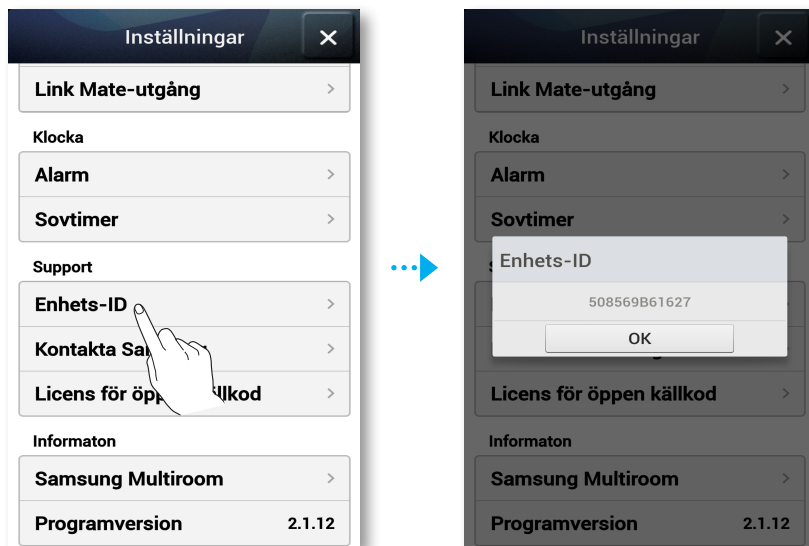 Inställningar
Link Mate-utgång
Klocka
Alarm
Sovtimer
Support
Enhets-ID
Kontakta
Licens för källkod
Informaton
Samsung Multiroom
Programversion 2.1.12
Inställningar
Link Mate-utgång
Klocka
Alarm
Sovtimer
Enhets-ID
508569B61627
OK
Licens för öppen källkod
Informaton
Samsung Multiroom
Programversion 2.1.12